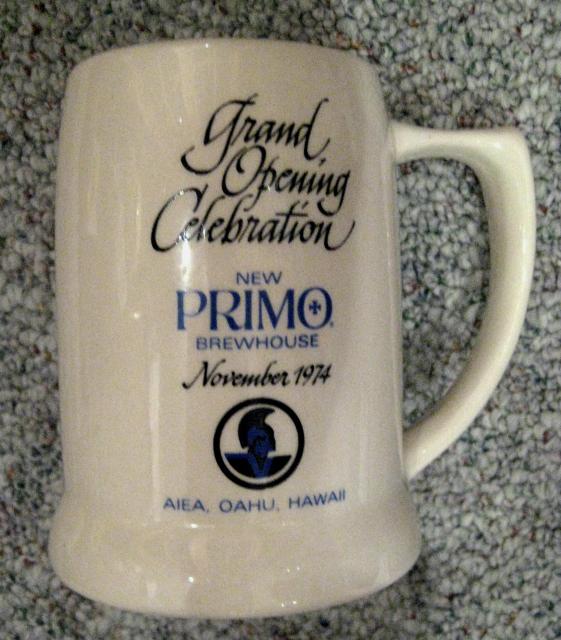 Grand
Opening
Celebration
NEW
PRIMO
BREWHOUSE
November 1974
AIEA, OAHU, HAWAII